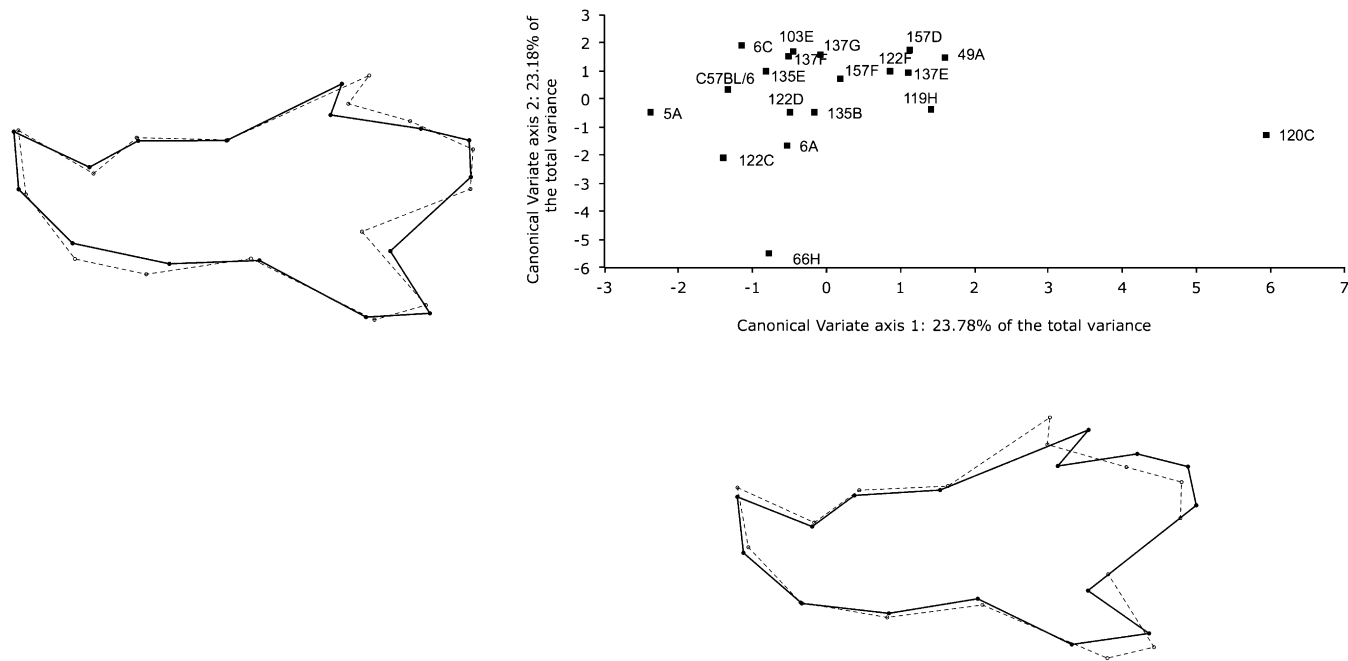 Canonical Variate axis 2: 23.18% of
the total variance
3
2
1
0
-1
-2
-3
-4
-5
-6
103E
157D
6C
137G
49A
137F
122F
C57BL/6
135E
157F
137E
122D
119H
5A
135B
120C
6A
122C
66H
-3 -2 -1 0 1 2 3 4 5 6 7
Canonical Variate axis 1: 23.78% of the total variance